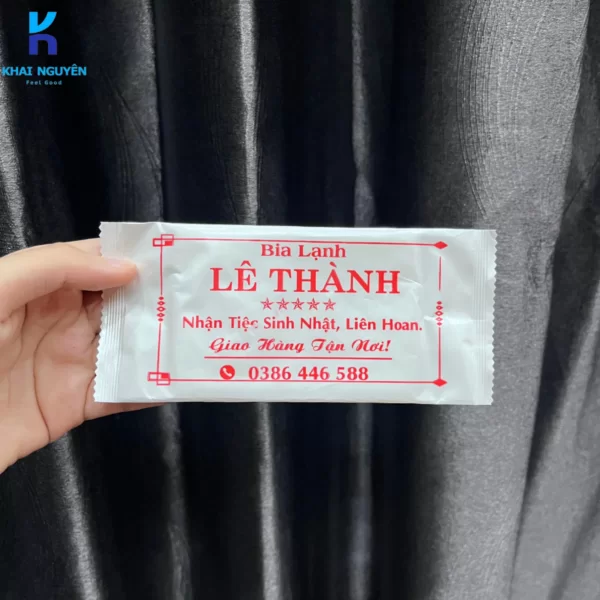 KHAI NGUYÊN
Feel Good
Bia Lạnh
LÊ THÀNH
Nhận Tiệc Sinh Nhật, Liên Hoan.
Giao Hàng Tận Nơi!
0386 446 588